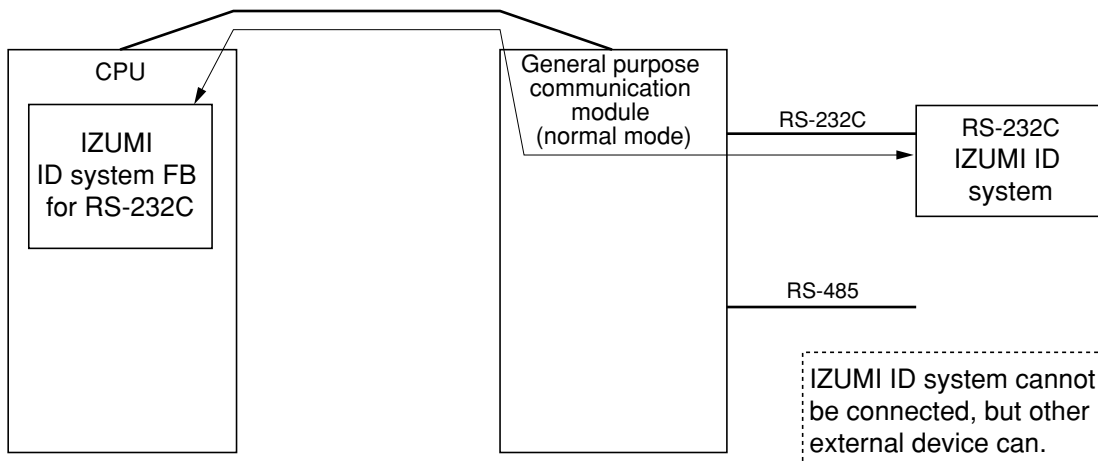 CPU
IZUMI
ID system FB
for RS-232C
General purpose
communication
module
(normal mode)
RS-232C
RS-232C
IZUMI ID
system
RS-485
IZUMI ID system cannot
be connected, but other
external device can.